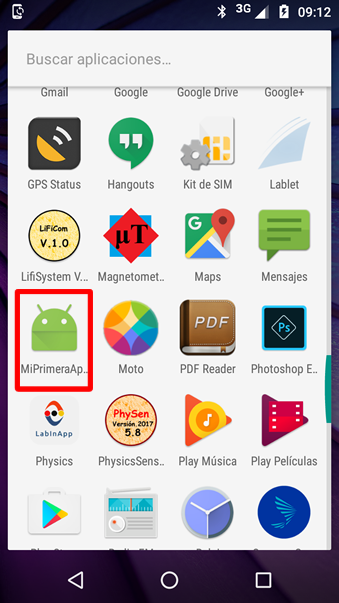 3G 09:12
Buscar aplicaciones...
Gmail Google Google Drive Google+
GPS Status Hangouts Kit de SIM Lablet
LiFiCom
V.1.0
µT
G
LifiSystem V... Magnetomet... Maps Mensajes
PDF
Ps
MiPrimeraAp... Moto PDF Reader Photoshop E...
LabInApp
PhySen
Versión.2017
5.8
Physics PhysicsSens... Play Música Play Películas